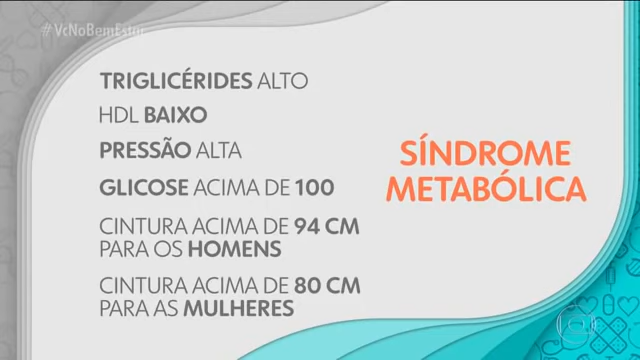 #VcNoBemEstar
TRIGLICÉRIDES ALTO
HDL BAIXO
PRESSÃO ALTA
GLICOSE ACIMA DE 100
CINTURA ACIMA DE 94 CM
PARA OS HOMENS
CINTURA ACIMA DE 80 CM
PARA AS MULHERES
SÍNDROME
METABÓLICA